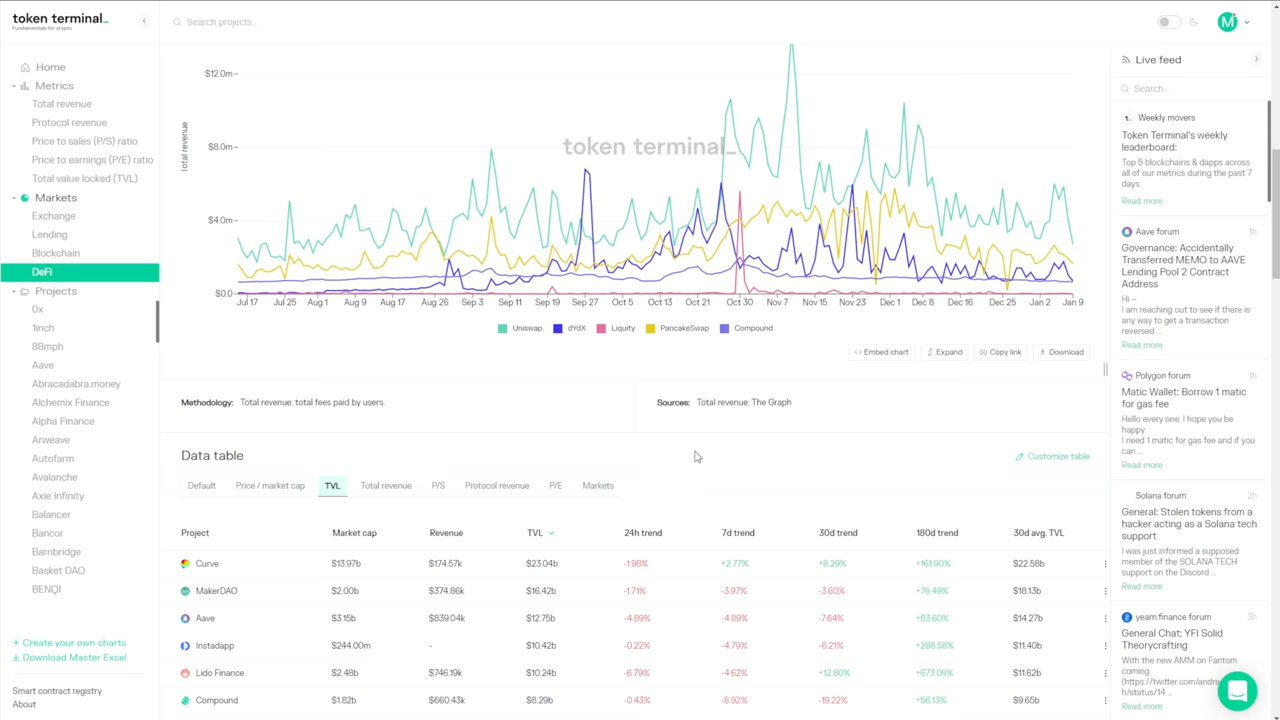 token terminal_
Fundamentals for crypto
Search projects...
M
Home
Metrics
Total revenue
Protocol revenue
Price to sales (P/S) ratio
Price to earnings (P/E) ratio
Total value locked (TVL)
Markets
Exchange
Lending
Blockchain
DeFi
Projects
0x
1inch
88mph
Aave
Abracadabra.money
Alchemix Finance
Alpha Finance
Arweave
Autofarm
Avalanche
Axie Infinity
Balancer
Bancor
Barnbridge
Basket DAO
BENQI
+ Create your own charts
Download Master Excel
Smart contract registry
About
Total revenue
$12.0m
$8.0m
$4.0m
$0.0
token terminal_
Jul 17 Jul 25 Aug 1 Aug 9 Aug 17 Aug 26 Sep 3 Sep 11 Sep 19 Sep 27 Oct 5 Oct 13 Oct 21 Oct 30 Nov 7 Nov 15 Nov 23 Dec 1 Dec 8 Dec 16 Dec 25 Jan 2 Jan 9
Uniswap dYdX Liquity PancakeSwap Compound
Embed chart Expand Copy link Download
Methodology: Total revenue: total fees paid by users.
Sources: Total revenue: The Graph
Data table
Customize table
Default Price / market cap TVL Total revenue P/S Protocol revenue P/E Markets
Project Market cap Revenue TVL 24h trend 7d trend 30d trend 180d trend 30d avg. TVL
Curve $13.97b $174.57k $23.04b -1.98% +2.77% +8.29% +161.90% $22.58b
MakerDAO $2.00b $374.86k $16.42b -1.71% -3.97% -3.60% +76.49% $18.13b
Aave $3.15b $839.04k $12.75b -4.89% -4.89% -7.64% +83.60% $14.27b
Instadapp $244.00m - $10.42b -0.22% -4.79% -6.21% +288.58% $11.40b
Lido Finance $2.48b $746.19k $10.24b -6.79% -4.62% +12.80% +673.09% $11.62b
Compound $1.82b $660.43k $8.29b -0.43% -8.92% -19.22% +56.13% $9.65b
Live feed
Search...
Weekly movers
Token Terminal's weekly
leaderboard:
Top 5 blockchains & dapps across
all of our metrics during the past 7
days:
Read more
Aave forum 1h
Governance: Accidentally
Transferred MEMO to AAVE
Lending Pool 2 Contract
Address
Hi –
I am reaching out to see if there is
any way to get a transaction
reversed ...
Read more
Polygon forum 1h
Matic Wallet: Borrow 1 matic
for gas fee
Hello every one, I hope you be
happy.
I need 1 matic for gas fee and if you
can ...
Read more
Solana forum 2h
General: Stolen tokens from a
hacker acting as a Solana tech
support
I was just informed a supposed
member of the SOLANA TECH
support on the Discord ...
Read more
yearn.finance forum 3h
General Chat: YFI Solid
Theorycrafting
With the new AMM on Fantom
coming
(https://twitter.com/andre
h/status/14 ...
Read more